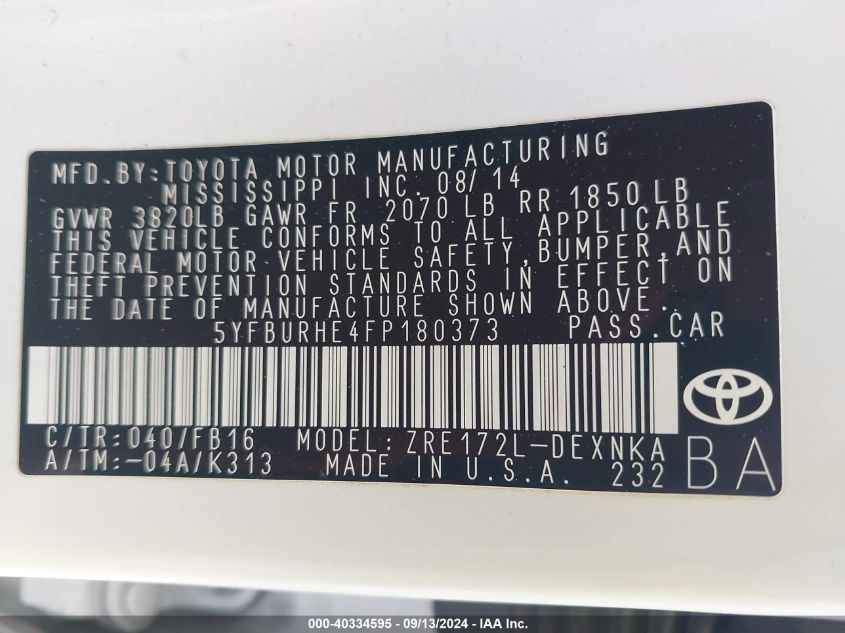 MFD.BY:TOYOTA MOTOR MANUFACTURING
MISSISSIPPI INC. 08/14
GVWR 3820LB GAWR FR 2070 LB RR 1850 LB
THIS VEHICLE CONFORMS TO ALL APPLICABLE
FEDERAL MOTOR VEHICLE SAFETY,BUMPER,AND
THEFT PREVENTION STANDARDS IN EFFECT ON
THE DATE OF MANUFACTURE SHOWN ABOVE.
5YFBURHE4FP180373 PASS.CAR
C/TR:040/FB16 MODEL:ZRE172L-DEXNKA
A/TM:-04A/K313 MADE IN U.S.A. 232
BA
000-40334595 - 09/13/2024 - IAA Inc.